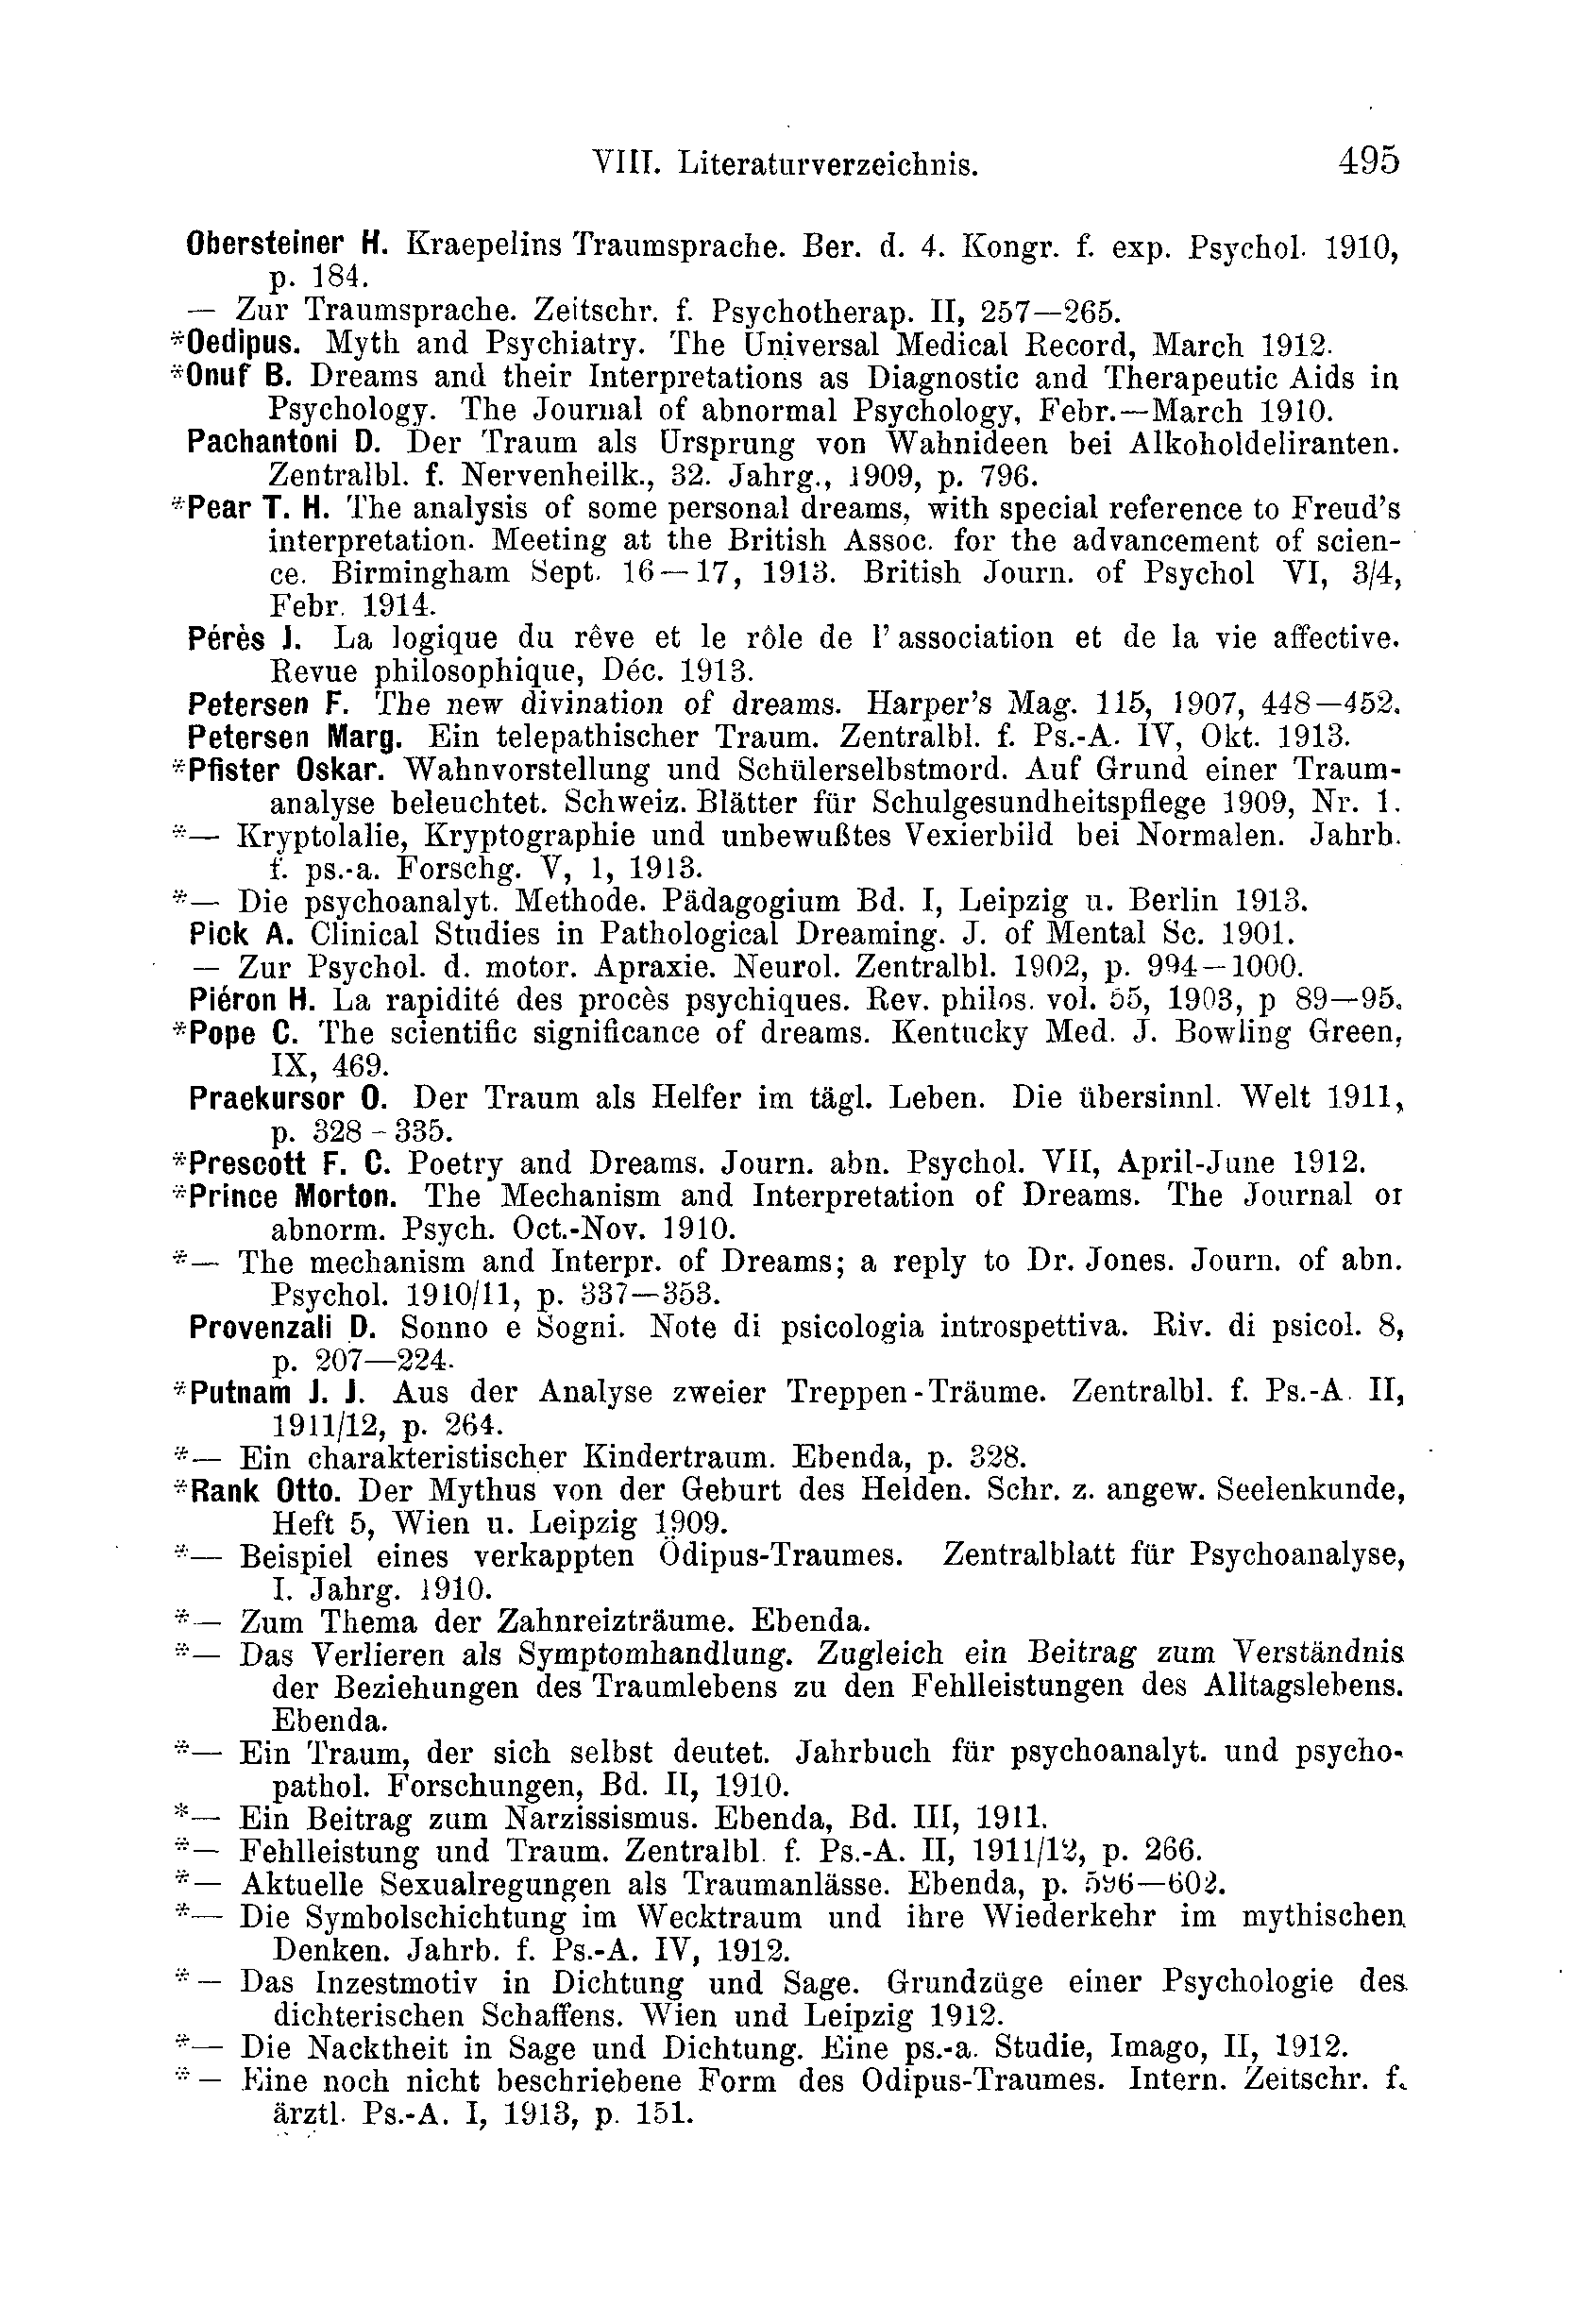 VIII. Literaturverzeichnis. 495
Obersteiner H. Kraepelins Traumsprache. Ber. d. 4. Kongr. f. exp. Psychol. 1910,
p. 184.
— Zur Traumsprache. Zeitschr. f. Psychotherap. II, 257—265.
*Oedipus. Myth and Psychiatry. The Universal Medical Record, March 1912.
*Onuf B. Dreams and their Interpretations as Diagnostic and Therapeutic Aids in
Psychology. The Journal of abnormal Psychology, Febr.—March 1910.
Pachantoni D. Der Traum als Ursprung von Wahnideen bei Alkoholdeliranten.
Zentralbl. f. Nervenheilk., 32. Jahrg., 1909, p. 796.
*Pear T. H. The analysis of some personal dreams, with special reference to Freud's
interpretation. Meeting at the British Assoc. for the advancement of scien-
ce. Birmingham Sept. 16—17, 1913. British Journ. of Psychol VI, 3/4,
Febr. 1914.
Pérès J. La logique du rêve et le rôle de l' association et de la vie affective.
Revue philosophique, Déc. 1913.
Petersen F. The new divination of dreams. Harper's Mag. 115, 1907, 448—452.
Petersen Marg. Ein telepathischer Traum. Zentralbl. f. Ps.-A. IV, Okt. 1913.
*Pfister Oskar. Wahnvorstellung und Schülerselbstmord. Auf Grund einer Traum-
analyse beleuchtet. Schweiz. Blätter für Schulgesundheitspflege 1909, Nr. 1.
*— Kryptolalie, Kryptographie und unbewußtes Vexierbild bei Normalen. Jahrb.
f. ps.-a. Forschg. V, 1, 1913.
*— Die psychoanalyt. Methode. Pädagogium Bd. I, Leipzig u. Berlin 1913.
Pick A. Clinical Studies in Pathological Dreaming. J. of Mental Sc. 1901.
— Zur Psychol. d. motor. Apraxie. Neurol. Zentralbl. 1902, p. 994—1000.
Piéron H. La rapidité des procès psychiques. Rev. philos. vol. 55, 1903, p 89—95.
*Pope C. The scientific significance of dreams. Kentucky Med. J. Bowling Green,
IX, 469.
Praekursor O. Der Traum als Helfer im tägl. Leben. Die übersinnl. Welt 1911,
p. 328-335.
*Prescott F. C. Poetry and Dreams. Journ. abn. Psychol. VII, April-June 1912.
*Prince Morton. The Mechanism and Interpretation of Dreams. The Journal of
abnorm. Psych. Oct.-Nov. 1910.
*— The mechanism and Interpr. of Dreams; a reply to Dr. Jones. Journ. of abn.
Psychol. 1910/11, p. 337—353.
Provenzali D. Sonno e Sogni. Note di psicologia introspettiva. Riv. di psicol. 8,
p. 207—224.
*Putnam J. J. Aus der Analyse zweier Treppen-Träume. Zentralbl. f. Ps.-A. II,
1911/12, p. 264.
*— Ein charakteristischer Kindertraum. Ebenda, p. 328.
*Rank Otto. Der Mythus von der Geburt des Helden. Schr. z. angew. Seelenkunde,
Heft 5, Wien u. Leipzig 1909.
*— Beispiel eines verkappten Ödipus-Traumes. Zentralblatt für Psychoanalyse,
I. Jahrg. 1910.
*— Zum Thema der Zahnreizträume. Ebenda.
*— Das Verlieren als Symptomhandlung. Zugleich ein Beitrag zum Verständnis
der Beziehungen des Traumlebens zu den Fehlleistungen des Alltagslebens.
Ebenda.
*— Ein Traum, der sich selbst deutet. Jahrbuch für psychoanalyt. und psycho-
pathol. Forschungen, Bd. II, 1910.
*— Ein Beitrag zum Narzissismus. Ebenda, Bd. III, 1911.
*— Fehlleistung und Traum. Zentralbl. f. Ps.-A. II, 1911/12, p. 266.
*— Aktuelle Sexualregungen als Traumanlässe. Ebenda, p. 596—602.
*— Die Symbolschichtung im Wecktraum und ihre Wiederkehr im mythischen
Denken. Jahrb. f. Ps.-A. IV, 1912.
*— Das Inzestmotiv in Dichtung und Sage. Grundzüge einer Psychologie des
dichterischen Schaffens. Wien und Leipzig 1912.
*— Die Nacktheit in Sage und Dichtung. Eine ps.-a. Studie, Imago, II, 1912.
*— Eine noch nicht beschriebene Form des Odipus-Traumes. Intern. Zeitschr. f.
ärztl. Ps.-A. I, 1913, p. 151.